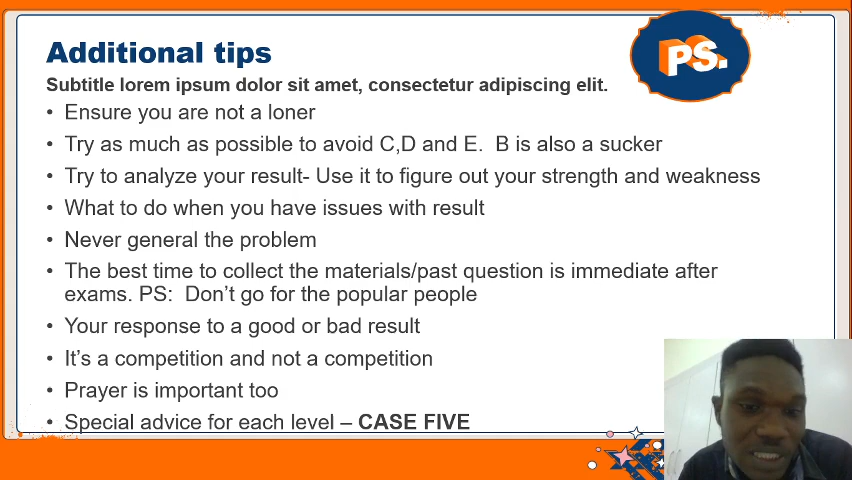 Additional tips
PS.
Subtitle lorem ipsum dolor sit amet, consectetur adipiscing elit.
• Ensure you are not a loner
• Try as much as possible to avoid C,D and E.  B is also a sucker
• Try to analyze your result- Use it to figure out your strength and weakness
• What to do when you have issues with result
• Never general the problem
• The best time to collect the materials/past question is immediate after
exams. PS:  Don't go for the popular people
• Your response to a good or bad result
• It's a competition and not a competition
• Prayer is important too
• Special advice for each level – CASE FIVE